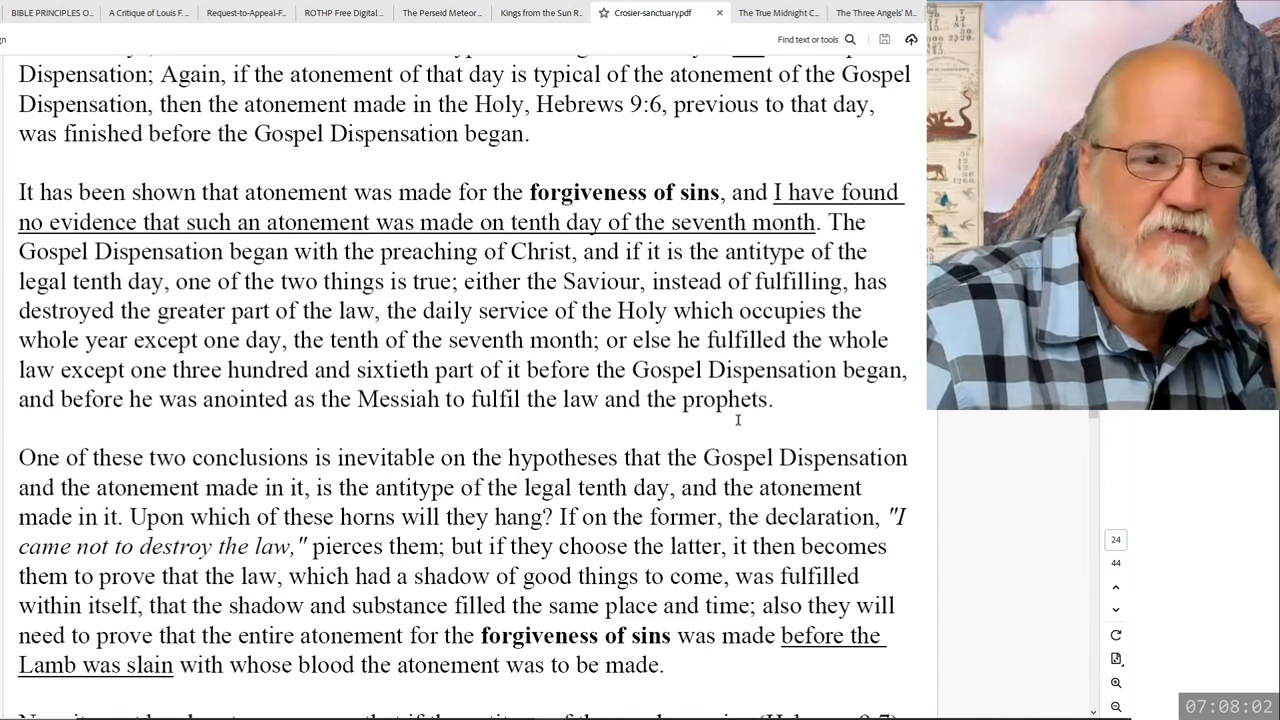 BIBLE PRINCIPLES O...
A Critique of Louis F...
Request-to-Appeal-F...
ROTHP Free Digital ...
The Perseid Meteor ...
Kings from the Sun R...
Crosier-sanctuary.pdf
The True Midnight C...
The Three Angels' M...
gn
Find text or tools
Dispensation; Again, if the atonement of that day is typical of the atonement of the Gospel
Dispensation, then the atonement made in the Holy, Hebrews 9:6, previous to that day,
was finished before the Gospel Dispensation began.
It has been shown that atonement was made for the forgiveness of sins, and I have found
no evidence that such an atonement was made on tenth day of the seventh month. The
Gospel Dispensation began with the preaching of Christ, and if it is the antitype of the
legal tenth day, one of the two things is true; either the Saviour, instead of fulfilling, has
destroyed the greater part of the law, the daily service of the Holy which occupies the
whole year except one day, the tenth of the seventh month; or else he fulfilled the whole
law except one three hundred and sixtieth part of it before the Gospel Dispensation began,
and before he was anointed as the Messiah to fulfil the law and the prophets.
One of these two conclusions is inevitable on the hypotheses that the Gospel Dispensation
and the atonement made in it, is the antitype of the legal tenth day, and the atonement
made in it. Upon which of these horns will they hang? If on the former, the declaration, "I
came not to destroy the law," pierces them; but if they choose the latter, it then becomes
them to prove that the law, which had a shadow of good things to come, was fulfilled
within itself, that the shadow and substance filled the same place and time; also they will
need to prove that the entire atonement for the forgiveness of sins was made before the
Lamb was slain with whose blood the atonement was to be made.
24
44
07:08:02